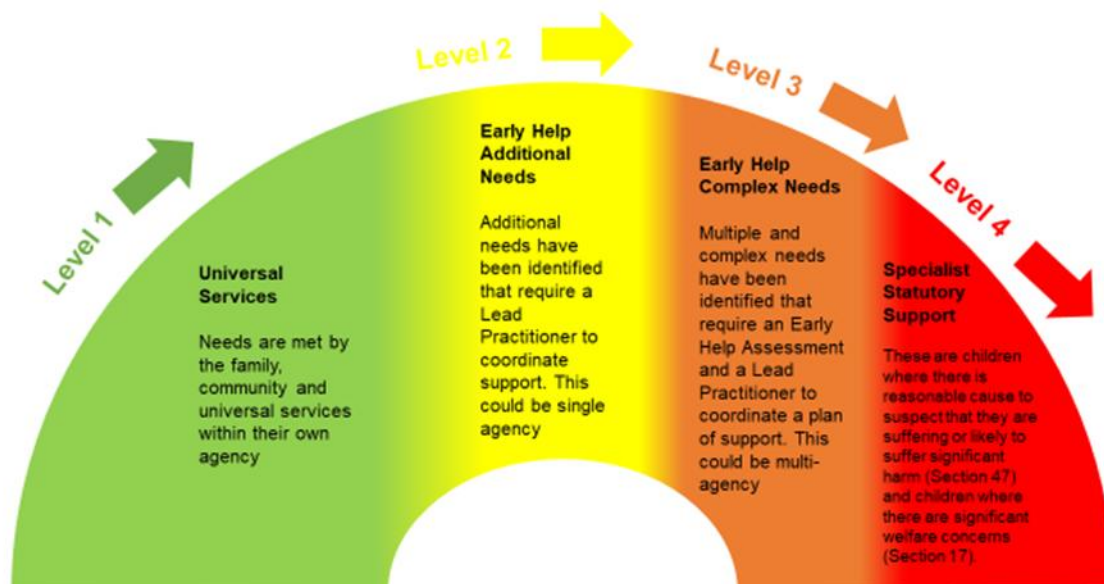 Level 1
Universal
Services
Needs are met by
the family,
community and
universal services
within their own
agency
Level 2
Early Help
Additional
Needs
Additional
needs have
been identified
that require a
Lead
Practitioner to
coordinate
support. This
could be single
agency
Level 3
Early Help
Complex Needs
Multiple and
complex needs
have been
identified that
require an Early
Help Assessment
and a Lead
Practitioner to
coordinate a plan
of support. This
could be multi-
agency
Level 4
Specialist
Statutory
Support
These are children
where there is
reasonable cause to
suspect that they are
suffering or likely to
suffer significant
harm (Section 47)
and children where
there are significant
welfare concerns
(Section 17).